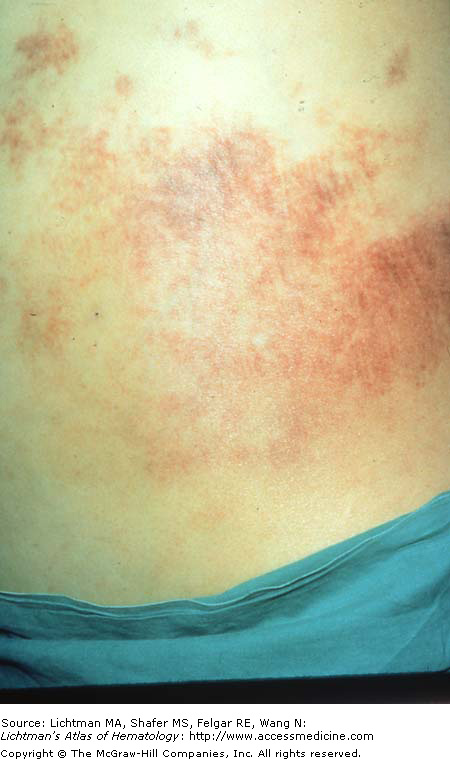 Source: Lichtman MA, Shafer MS, Felgar RE, Wang N:
Lichtman's Atlas of Hematology: http://www.accessmedicine.com
Copyright © The McGraw-Hill Companies, Inc. All rights reserved.